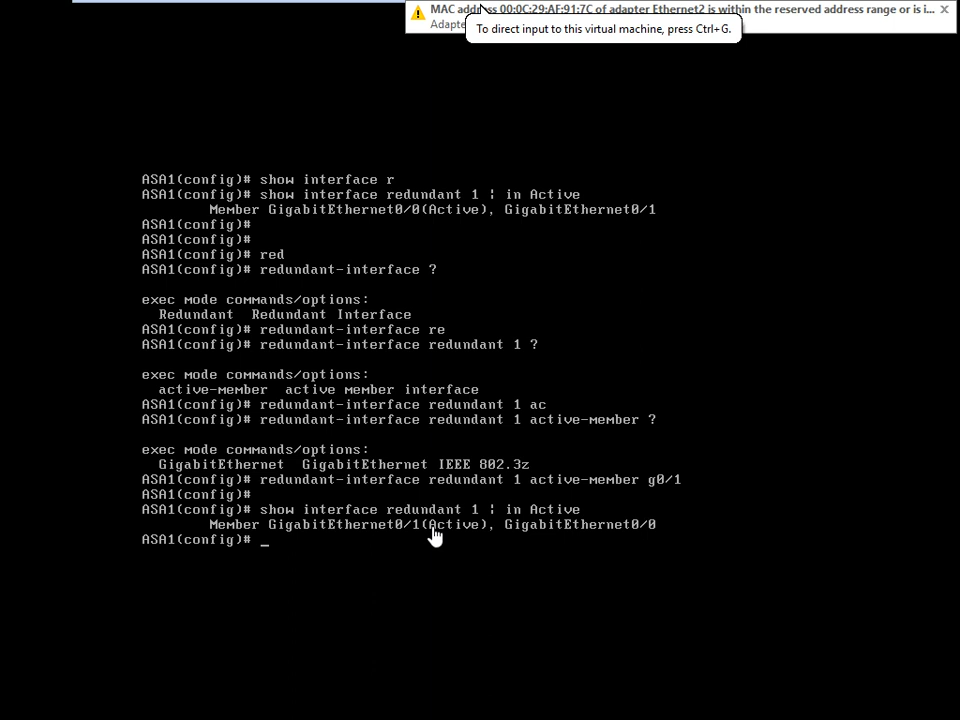 MAC address 00:0C:29:AF:91:7C of adapter Ethernet2 is within the reserved address range or is i...
To direct input to this virtual machine, press Ctrl+G.
ASA1(config)# show interface r
ASA1(config)# show interface redundant 1 | in Active
Member GigabitEthernet0/0(Active), GigabitEthernet0/1
ASA1(config)#
ASA1(config)#
ASA1(config)# red
ASA1(config)# redundant-interface ?
exec mode commands/options:
Redundant  Redundant Interface
ASA1(config)# redundant-interface re
ASA1(config)# redundant-interface redundant 1 ?
exec mode commands/options:
active-member  active member interface
ASA1(config)# redundant-interface redundant 1 ac
ASA1(config)# redundant-interface redundant 1 active-member ?
exec mode commands/options:
GigabitEthernet  GigabitEthernet IEEE 802.3z
ASA1(config)# redundant-interface redundant 1 active-member g0/1
ASA1(config)#
ASA1(config)# show interface redundant 1 | in Active
Member GigabitEthernet0/1(Active), GigabitEthernet0/0
ASA1(config)# _